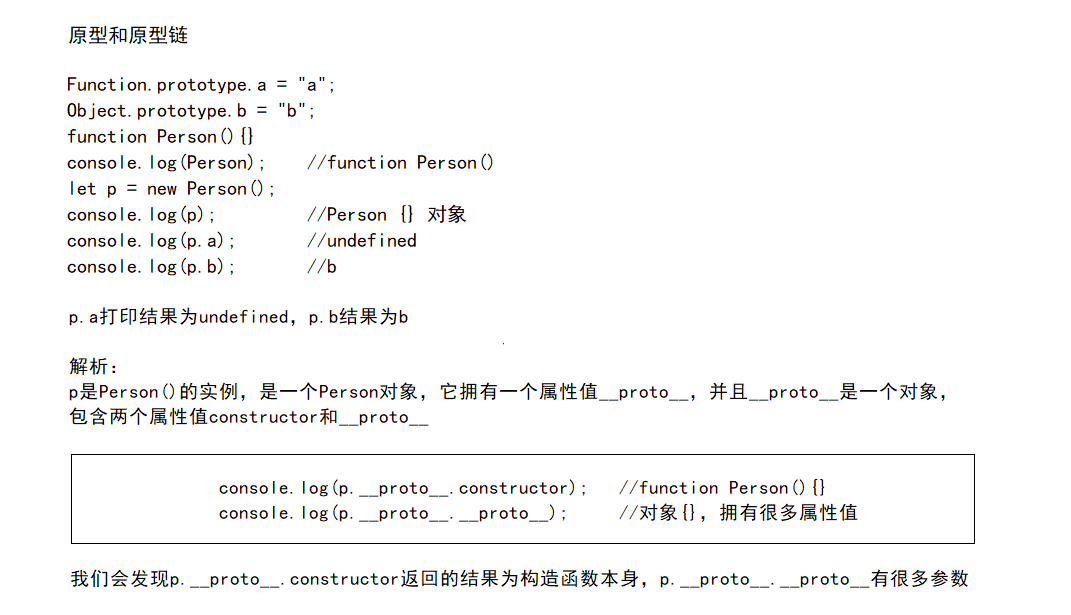 原型和原型链
Function.prototype.a = "a";
Object.prototype.b = "b";
function Person(){}
console.log(Person);    //function Person()
let p = new Person();
console.log(p);         //Person {} 对象
console.log(p.a);       //undefined
console.log(p.b);       //b
p.a打印结果为undefined，p.b结果为b
解析：
p是Person()的实例，是一个Person对象，它拥有一个属性值__proto__，并且__proto__是一个对象，
包含两个属性值constructor和__proto__
console.log(p.__proto__.constructor);   //function Person(){}
console.log(p.__proto__.__proto__);     //对象{}，拥有很多属性值
我们会发现p.__proto__.constructor返回的结果为构造函数本身，p.__proto__.__proto__有很多参数